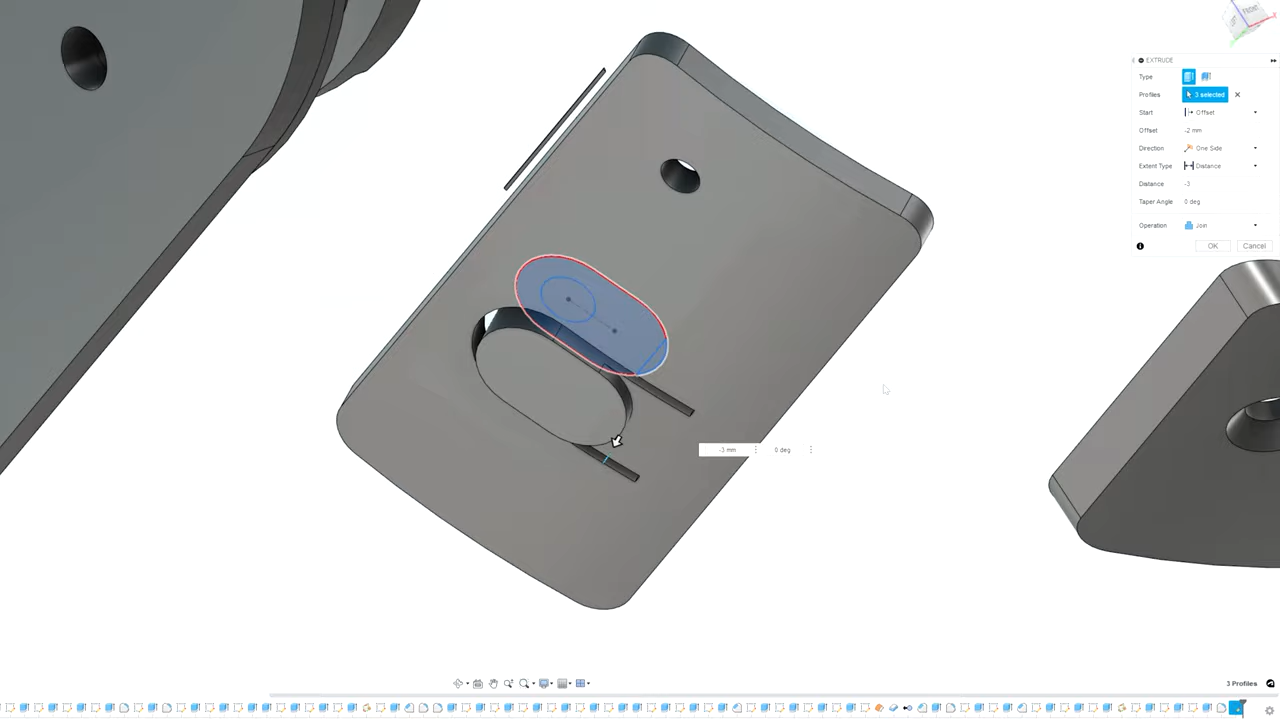 FRONT
EXTRUDE
Type
Profiles 3 selected
Start Offset
Offset -2 mm
Direction One Side
Extent Type Distance
Distance -3
Taper Angle 0 deg
Operation Join
OK Cancel
-3 mm 0 deg
3 Profiles